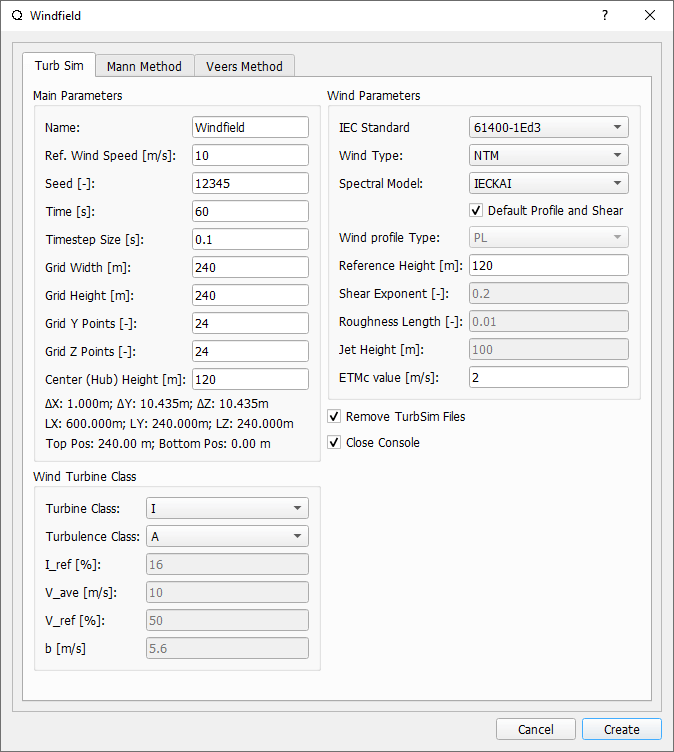 Windfield
Turb Sim
Mann Method
Veers Method
Main Parameters
Name: Windfield
Ref. Wind Speed [m/s]: 10
Seed [-]: 12345
Time [s]: 60
Timestep Size [s]: 0.1
Grid Width [m]: 240
Grid Height [m]: 240
Grid Y Points [-]: 24
Grid Z Points [-]: 24
Center (Hub) Height [m]: 120
ΔX: 1.000m; ΔY: 10.435m; ΔZ: 10.435m
LX: 600.000m; LY: 240.000m; LZ: 240.000m
Top Pos: 240.00 m; Bottom Pos: 0.00 m
Wind Turbine Class
Turbine Class: I
Turbulence Class: A
I_ref [%]: 16
V_ave [m/s]: 10
V_ref [%]: 50
b [m/s] 5.6
Wind Parameters
IEC Standard 61400-1Ed3
Wind Type: NTM
Spectral Model: IECKAI
Default Profile and Shear
Wind profile Type: PL
Reference Height [m]: 120
Shear Exponent [-]: 0.2
Roughness Length [-]: 0.01
Jet Height [m]: 100
ETMc value [m/s]: 2
Remove TurbSim Files
Close Console
Cancel
Create